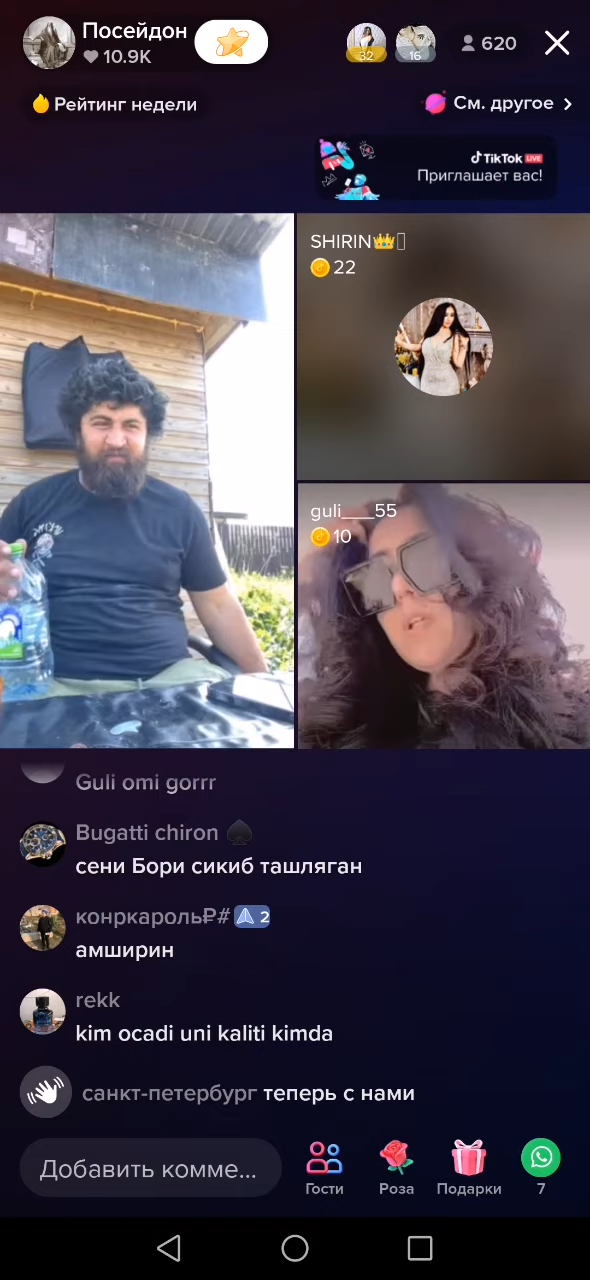 Посейдон
10.9K
32
16
620
Рейтинг недели
См. другое
TikTok LIVE
Приглашает вас!
SHIRIN👑
22
guli___55
10
Guli omi gorrr
Bugatti chiron ♠
сени Бори сикиб ташляган
конркароль₽# 2
амширин
rekk
kim ocadi uni kaliti kimda
санкт-петербург теперь с нами
Добавить комме...
Гости
Роза
Подарки
7